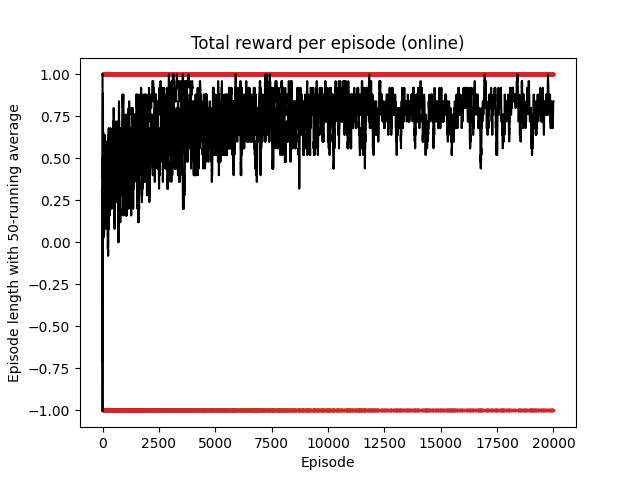 Total reward per episode (online)
Episode length with 50-running average
1.00
0.75
0.50
0.25
0.00
−0.25
−0.50
−0.75
−1.00
0 2500 5000 7500 10000 12500 15000 17500 20000
Episode